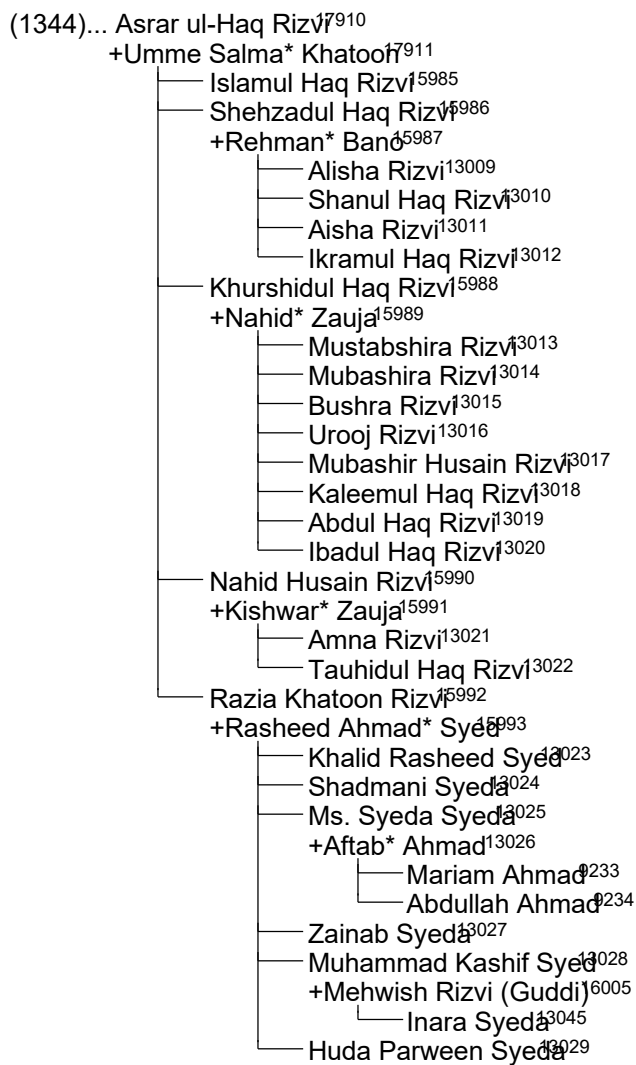 (1344)... Asrar ul-Haq Rizvi17910
+Umme Salma* Khatoon17911
Islamul Haq Rizvi15985
Shehzadul Haq Rizvi15986
+Rehman* Bano15987
Alisha Rizvi13009
Shanul Haq Rizvi13010
Aisha Rizvi13011
Ikramul Haq Rizvi13012
Khurshidul Haq Rizvi15988
+Nahid* Zauja15989
Mustabshira Rizvi13013
Mubashira Rizvi13014
Bushra Rizvi13015
Urooj Rizvi13016
Mubashir Husain Rizvi13017
Kaleemul Haq Rizvi13018
Abdul Haq Rizvi13019
Ibadul Haq Rizvi13020
Nahid Husain Rizvi15990
+Kishwar* Zauja15991
Amna Rizvi13021
Tauhidul Haq Rizvi13022
Razia Khatoon Rizvi15992
+Rasheed Ahmad* Syed15993
Khalid Rasheed Syed13023
Shadmani Syeda13024
Ms. Syeda Syeda13025
+Aftab* Ahmad13026
Mariam Ahmad9233
Abdullah Ahmad9234
Zainab Syeda13027
Muhammad Kashif Syed13028
+Mehwish Rizvi (Guddi)16005
Inara Syeda13045
Huda Parween Syeda13029